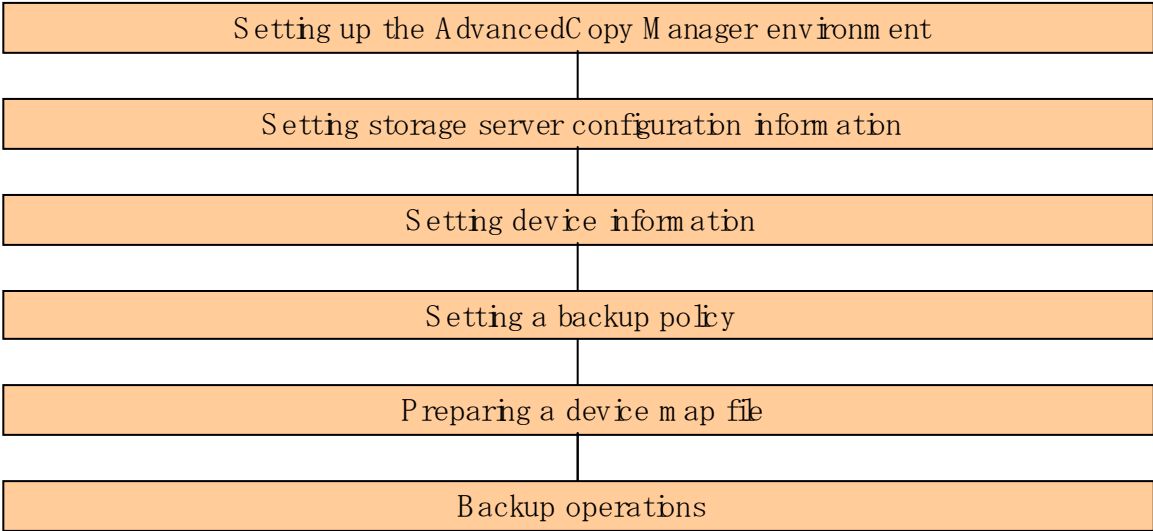 Setting up the AdvancedCopy Manager environment
Setting storage server configuration information
Setting device information
Setting a backup policy
Preparing a device map file
Backup operations